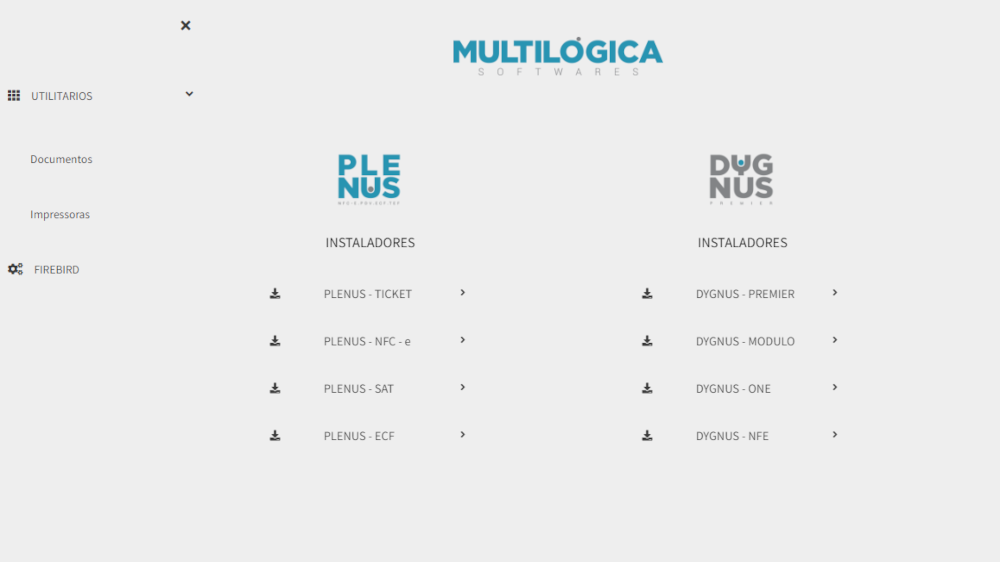 MULTILÓGICA
SOFTWARES
UTILITARIOS
Documentos
Impressoras
FIREBIRD
PLE
NUS
INSTALADORES
PLENUS - TICKET
PLENUS - NFC - e
PLENUS - SAT
PLENUS - ECF
DYG
NUS
PREMIER
INSTALADORES
DYGNUS - PREMIER
DYGNUS - MODULO
DYGNUS - ONE
DYGNUS - NFE